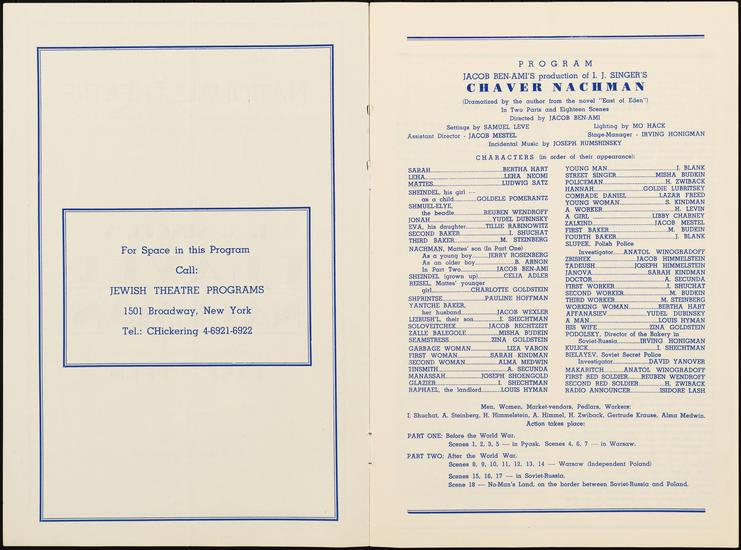 For Space in this Program
Call:
JEWISH THEATRE PROGRAMS
1501 Broadway, New York
Tel.: CHickering 4-6921-6922
PROGRAM
JACOB BEN-AMI'S production of I. J. SINGER'S
CHAVER NACHMAN
(Dramatized by the author from the novel "East of Eden")
In Two Parts and Eighteen Scenes
Directed by JACOB BEN-AMI
Settings by SAMUEL LEVE Lighting by MO HACK
Assistant Director - JACOB MESTEL Stage-Manager - IRVING HONIGMAN
Incidental Music by JOSEPH RUMSHINSKY
CHARACTERS (in order of their appearance):
SARAH BERTHA HART
LEHA LEHA NEOMI
MATTES LUDWIG SATZ
SHEINDEL, his girl —
as a child GOLDELE POMERANTZ
SHMUEL-ELYE,
the beadle REUBEN WENDROFF
JONAH YUDEL DUBINSKY
EVA, his daughter TILLIE RABINOWITZ
SECOND BAKER I. SHUCHAT
THIRD BAKER M. STEINBERG
NACHMAN, Mattes' son (In Part One)
As a young boy JERRY ROSENBERG
As an older boy B. ARNON
In Part Two JACOB BEN-AMI
SHEINDEL (grown up) CELIA ADLER
REISEL, Mattes' younger
girl CHARLOTTE GOLDSTEIN
SHPRINTSE PAULINE HOFFMAN
YANTCHE BAKER,
her husband JACOB WEXLER
LEIBUSH'L, their son I. SHECHTMAN
SOLOVEITCHEK JACOB RECHTZEIT
ZALLE BALEGOLE MISHA BUDKIN
SEAMSTRESS ZINA GOLDSTEIN
GARBAGE WOMAN LIZA VARON
FIRST WOMAN SARAH KINDMAN
SECOND WOMAN ALMA MEDWIN
TINSMITH A. SECUNDA
MANASSAH JOSEPH SHOENGOLD
GLAZIER I. SHECHTMAN
RAPHAEL, the landlord LOUIS HYMAN
YOUNG MAN J. BLANK
STREET SINGER MISHA BUDKIN
POLICEMAN H. ZWIBACK
HANNAH GOLDIE LUBRITSKY
COMRADE DANIEL LAZAR FREED
YOUNG WOMAN S. KINDMAN
A WORKER H. LEVIN
A GIRL LIBBY CHARNEY
ZALKIND JACOB MESTEL
FIRST BAKER M. BUDKIN
FOURTH BAKER J. BLANK
SLUPEK, Polish Police
Investigator ANATOL WINOGRADOFF
ZBISHEK JACOB HIMMELSTEIN
TADEUSH JOSEPH HIMMELSTEIN
JANOVA SARAH KINDMAN
DOCTOR A. SECUNDA
FIRST WORKER I. SHUCHAT
SECOND WORKER M. BUDKIN
THIRD WORKER M. STEINBERG
WORKING WOMAN BERTHA HART
AFFANASIEV YUDEL DUBINSKY
A MAN LOUIS HYMAN
HIS WIFE ZINA GOLDSTEIN
PODOLSKY, Director of the Bakery in
Soviet-Russia IRVING HONIGMAN
KULICK I. SHECHTMAN
BIELAYEV, Soviet Secret Police
Investigator DAVID YANOVER
MAKARITCH ANATOL WINOGRADOFF
FIRST RED SOLDIER REUBEN WENDROFF
SECOND RED SOLDIER H. ZWIBACK
RADIO ANNOUNCER ISIDORE LASH
Men, Women, Market-vendors, Pedlars, Workers:
I. Shuchat, A. Steinberg, H. Himmelstein, A. Himmel, H. Zwiback, Gertrude Krause, Alma Medwin.
Action takes place:
PART ONE: Before the World War.
Scenes 1, 2, 3, 5 — in Pyask. Scenes 4, 6, 7 — in Warsaw.
PART TWO: After the World War.
Scenes 8, 9, 10, 11, 12, 13, 14 — Warsaw (Independent Poland)
Scenes 15, 16, 17 — in Soviet-Russia.
Scene 18 — No-Man's Land, on the border between Soviet-Russia and Poland.